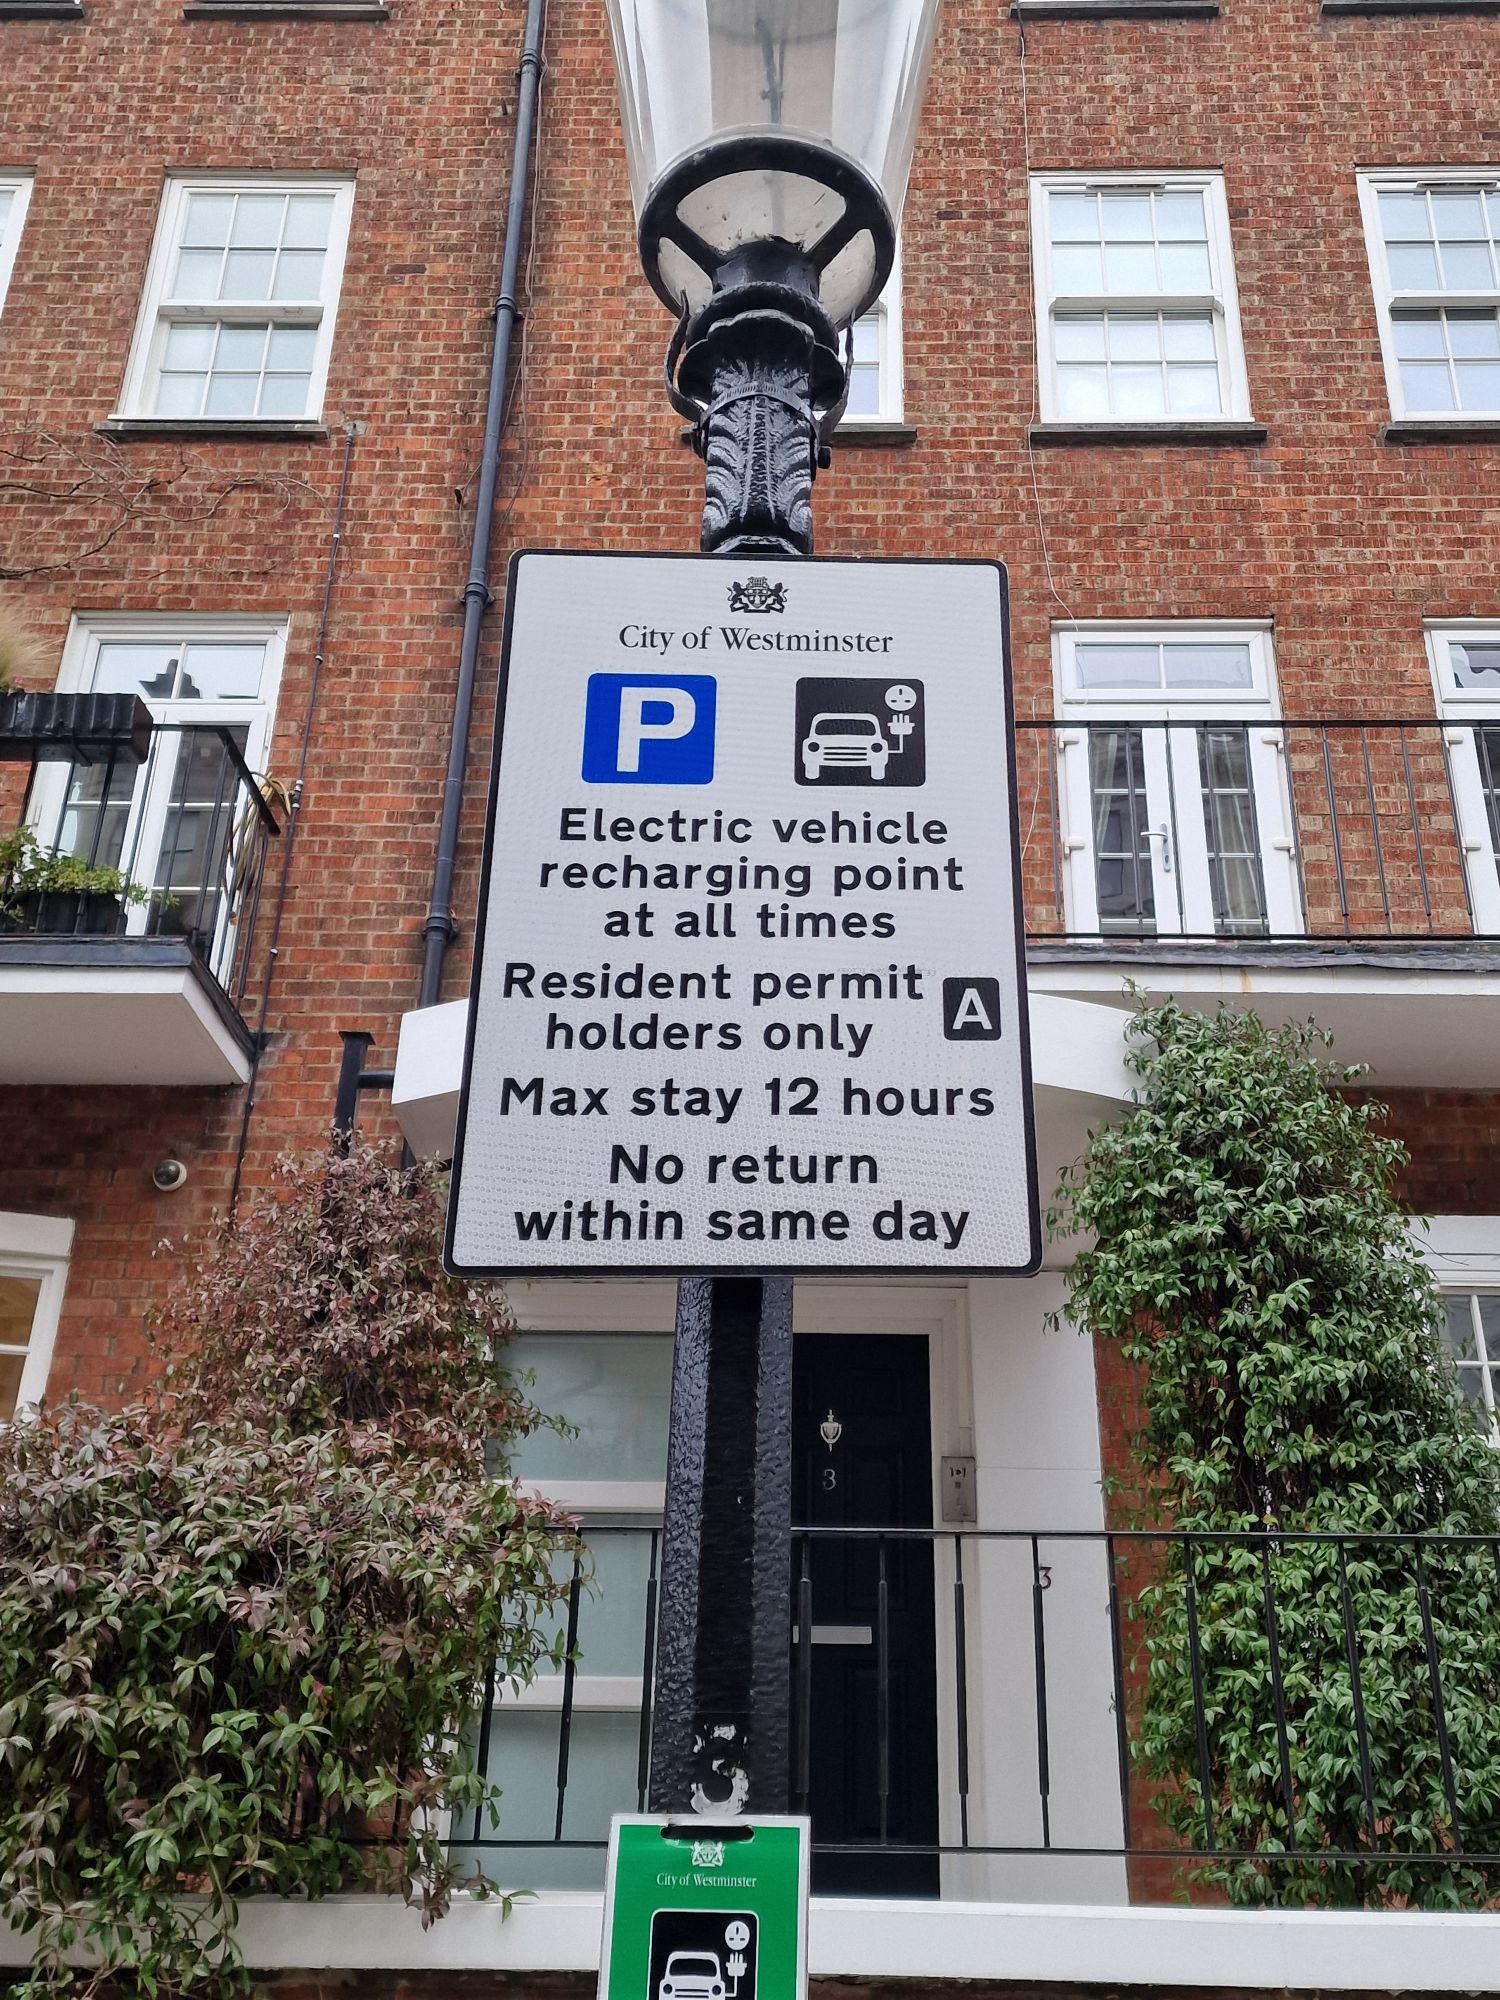 City of Westminster
P
Electric vehicle
recharging point
at all times
Resident permit A
holders only
Max stay 12 hours
No return
within same day
3
3
3
City of Westminster